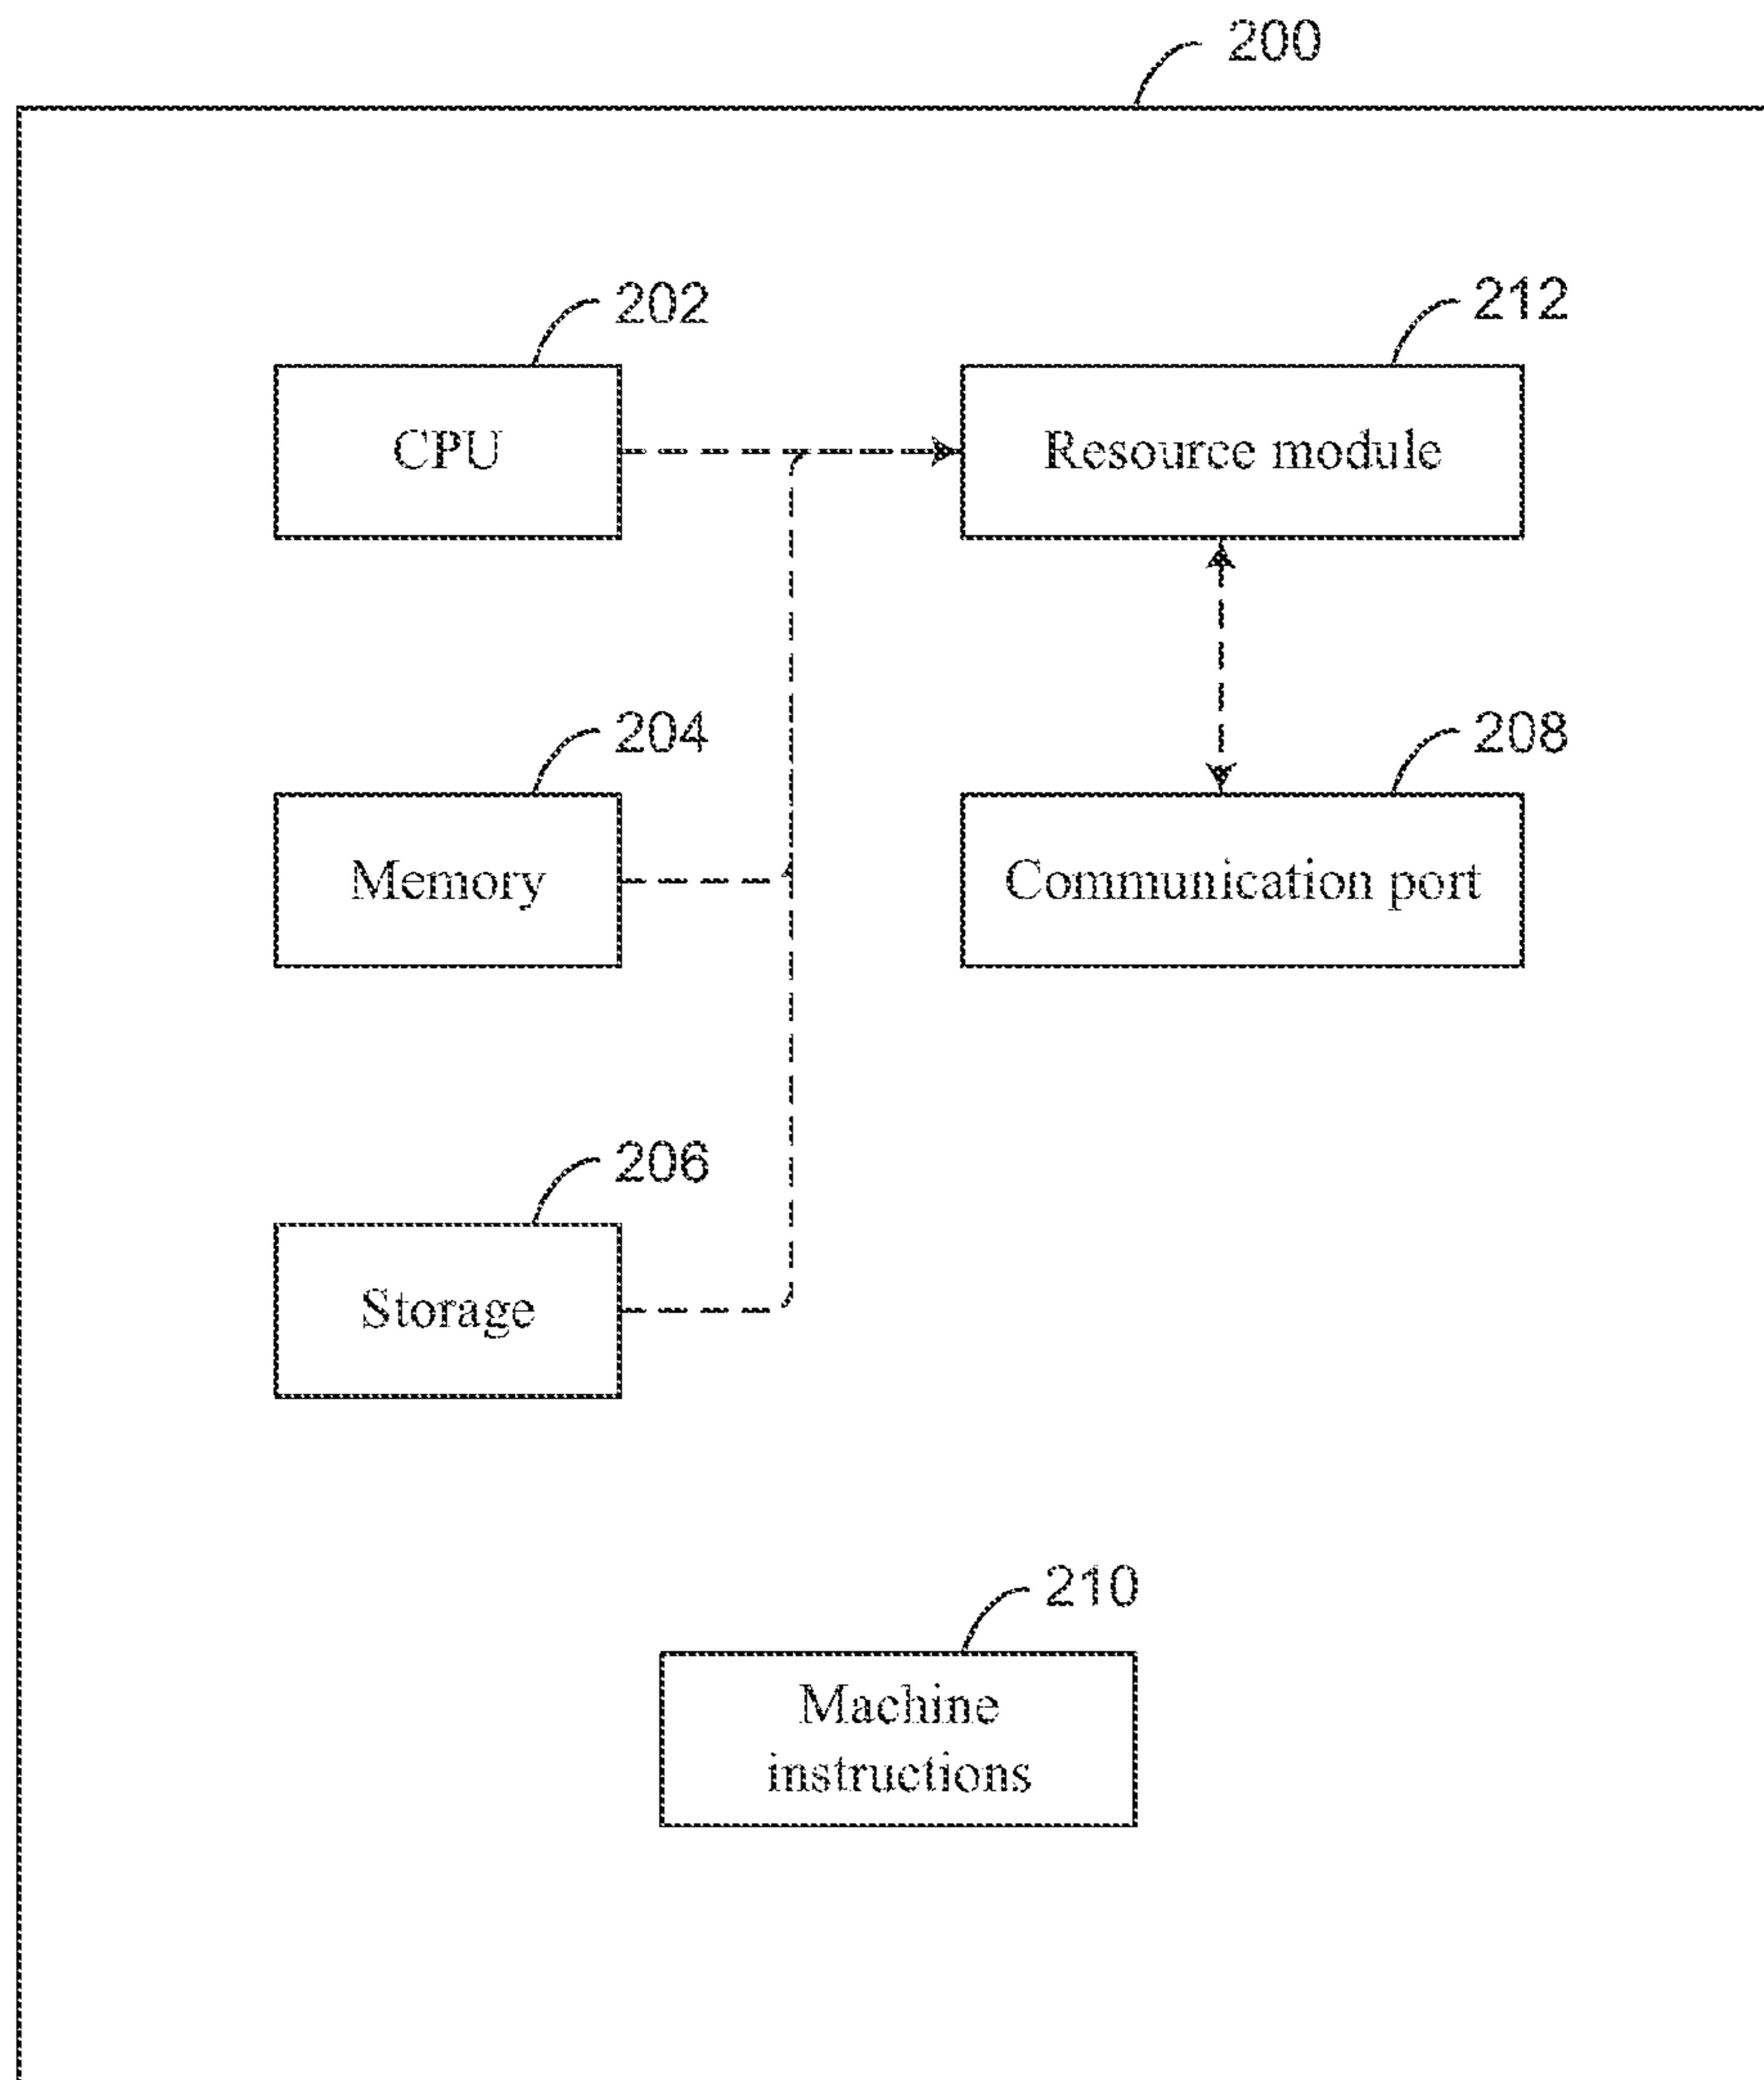 200
202
212
CPU
Resource module
204
208
Memory
Communication port
206
Storage
210
Machine
instructions